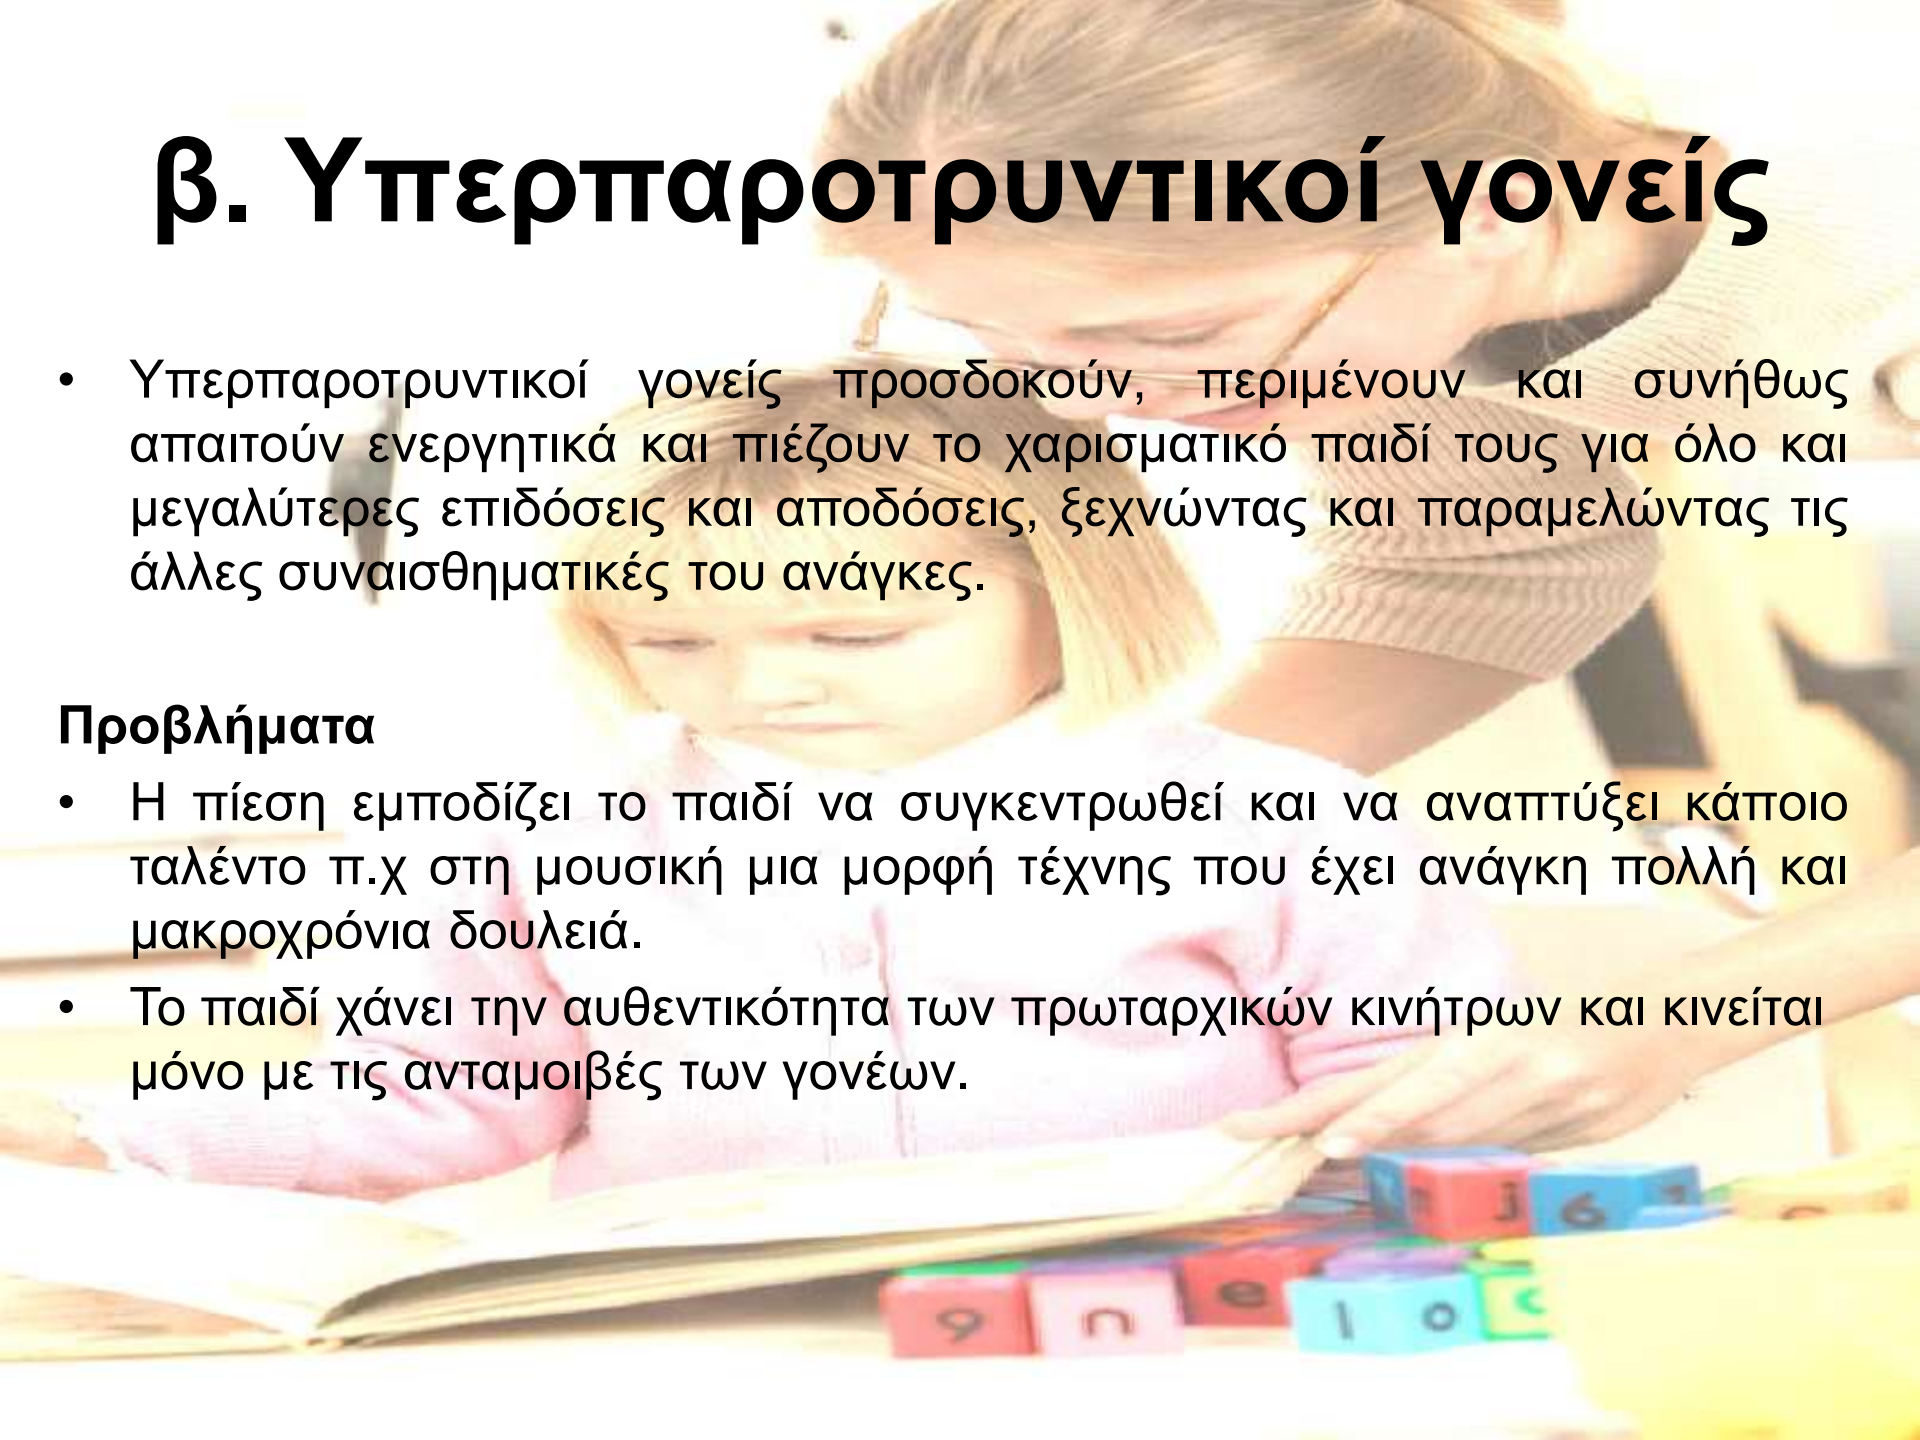 β. Υπερπαροτρυντικοί γονείς
• Υπερπαροτρυντικοί γονείς προσδοκούν, περιμένουν και συνήθως
απαιτούν ενεργητικά και πιέζουν το χαρισματικό παιδί τους για όλο και
μεγαλύτερες επιδόσεις και αποδόσεις, ξεχνώντας και παραμελώντας τις
άλλες συναισθηματικές του ανάγκες.
Προβλήματα
• Η πίεση εμποδίζει το παιδί να συγκεντρωθεί και να αναπτύξει κάποιο
ταλέντο π.χ στη μουσική μια μορφή τέχνης που έχει ανάγκη πολλή και
μακροχρόνια δουλειά.
• Το παιδί χάνει την αυθεντικότητα των πρωταρχικών κινήτρων και κινείται
μόνο με τις ανταμοιβές των γονέων.
j 6
9 n e l o c